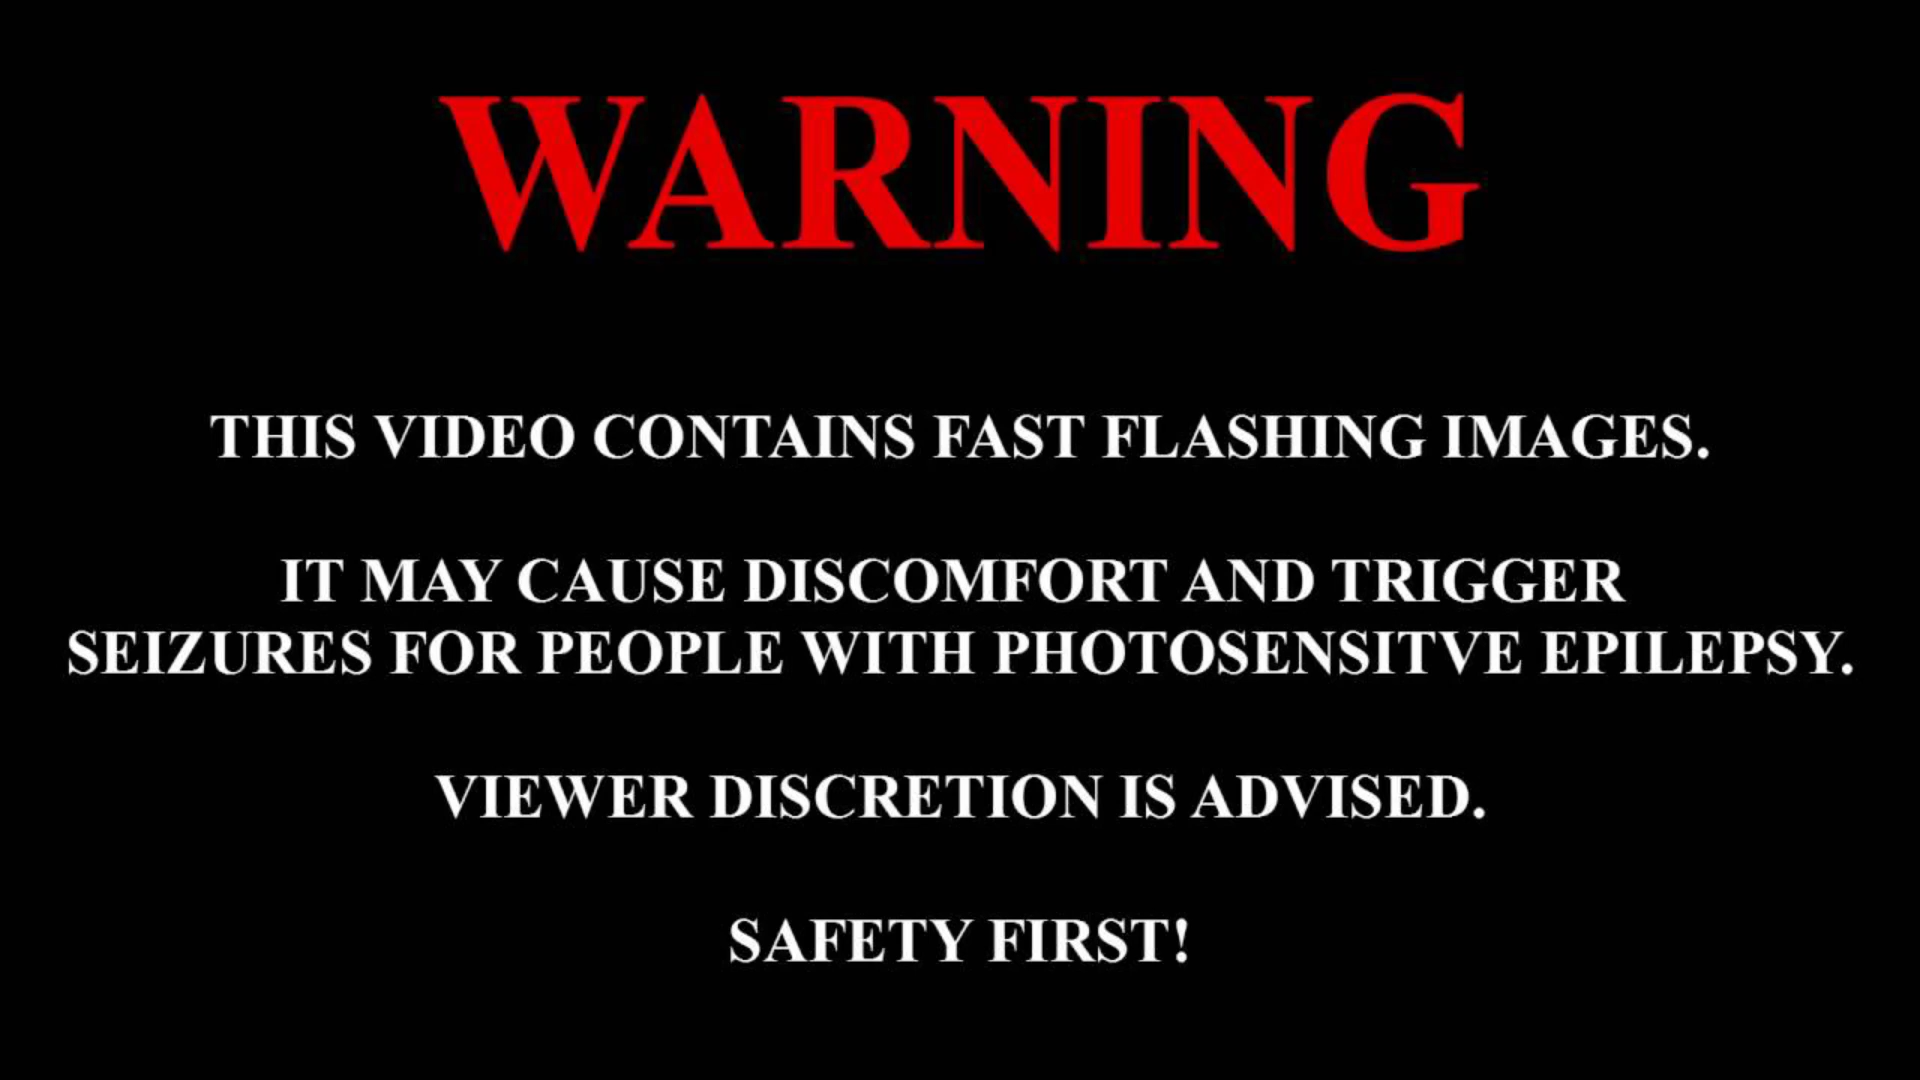 WARNING
THIS VIDEO CONTAINS FAST FLASHING IMAGES.
IT MAY CAUSE DISCOMFORT AND TRIGGER
SEIZURES FOR PEOPLE WITH PHOTOSENSITVE EPILEPSY.
VIEWER DISCRETION IS ADVISED.
SAFETY FIRST!